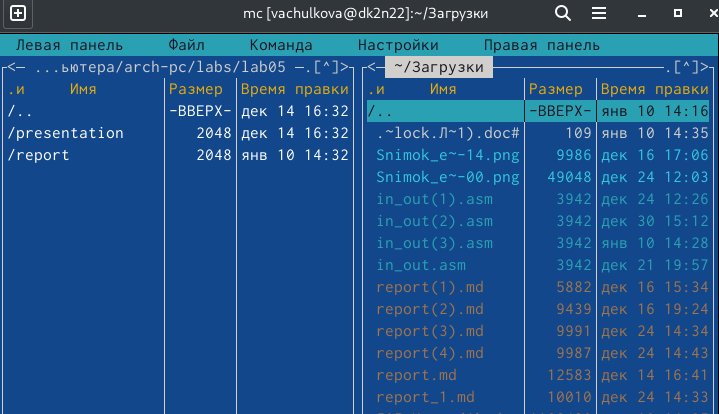 mc [vachulkova@dk2n22]:~/Загрузки
Левая панель Файл Команда Настройки Правая панель
<— ...ьютера/arch-pc/labs/lab05 —.[^]>
.и Имя Размер Время правки
/.. -ВВЕРХ- дек 14 16:32
/presentation 2048 дек 14 16:32
/report 2048 янв 10 14:32
<— ~/Загрузки .[^]>
.и Имя Размер Время правки
/.. -ВВЕРХ- янв 10 14:16
.~lock.Л~1).doc# 109 янв 10 14:35
Snimok_e~-14.png 9986 дек 16 17:06
Snimok_e~-00.png 49048 дек 24 12:03
in_out(1).asm 3942 дек 24 12:26
in_out(2).asm 3942 дек 30 15:12
in_out(3).asm 3942 янв 10 14:28
in_out.asm 3942 дек 21 19:57
report(1).md 5882 дек 16 15:34
report(2).md 9439 дек 16 19:24
report(3).md 9991 дек 24 14:34
report(4).md 9987 дек 24 14:43
report.md 12583 дек 14 16:41
report_1.md 10010 дек 24 14:33